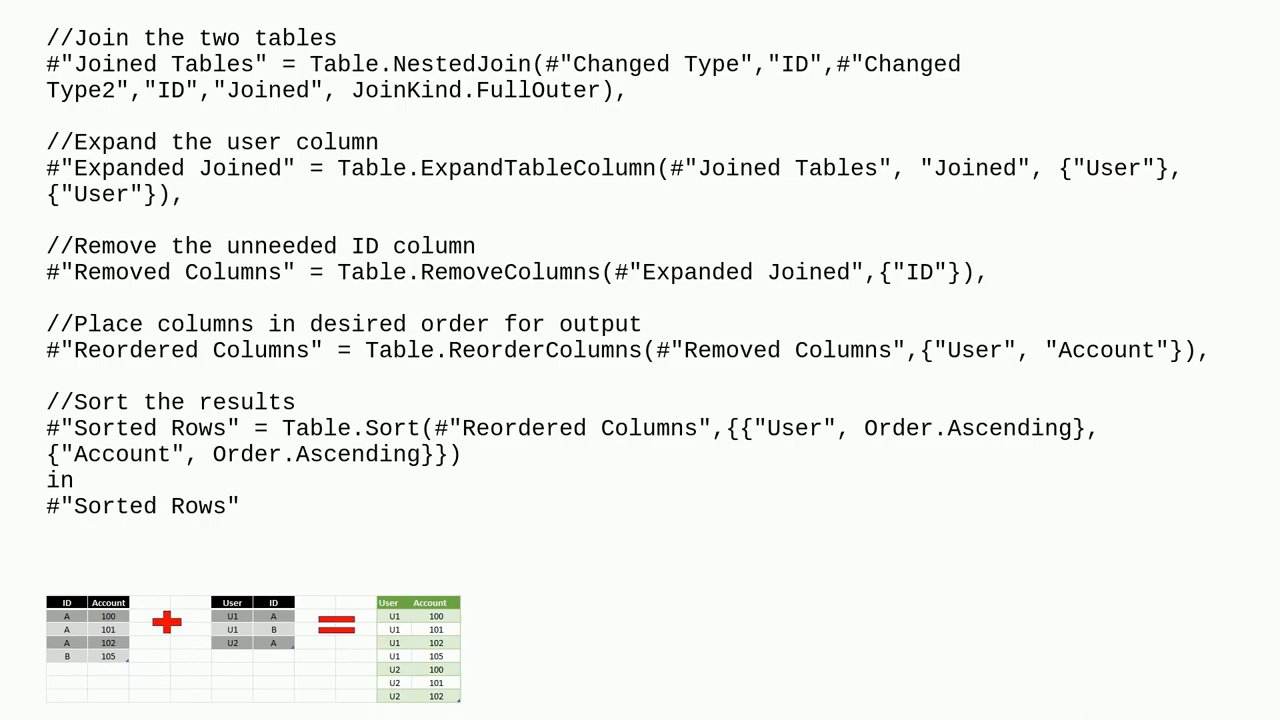 //Join the two tables
#"Joined Tables" = Table.NestedJoin(#"Changed Type","ID",#"Changed
Type2","ID","Joined", JoinKind.FullOuter),
//Expand the user column
#"Expanded Joined" = Table.ExpandTableColumn(#"Joined Tables", "Joined", {"User"},
{"User"}),
//Remove the unneeded ID column
#"Removed Columns" = Table.RemoveColumns(#"Expanded Joined",{"ID"}),
//Place columns in desired order for output
#"Reordered Columns" = Table.ReorderColumns(#"Removed Columns",{"User", "Account"}),
//Sort the results
#"Sorted Rows" = Table.Sort(#"Reordered Columns",{{"User", Order.Ascending},
{"Account", Order.Ascending}})
in
#"Sorted Rows"
ID Account
A 100
A 101
A 102
B 105
User ID
U1 A
U1 B
U2 A
User Account
U1 100
U1 101
U1 102
U1 105
U2 100
U2 101
U2 102